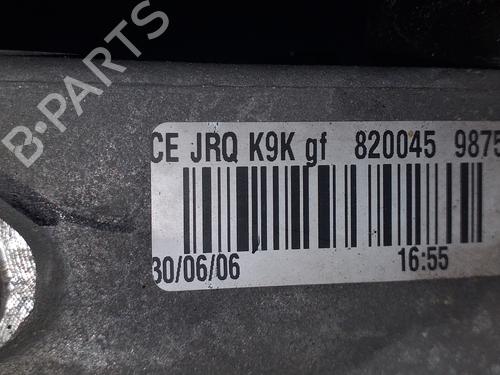 B-PARTS
CE JRQ K9K gf 820045 9875
30/06/06 16:55